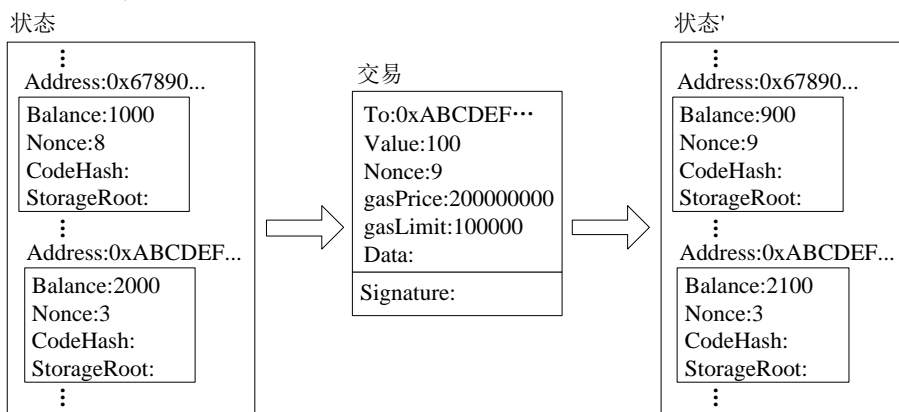 状态
⋮
Address:0x67890...
Balance:1000
Nonce:8
CodeHash:
StorageRoot:
⋮
Address:0xABCDEF...
Balance:2000
Nonce:3
CodeHash:
StorageRoot:
⋮
交易
To:0xABCDEF⋯
Value:100
Nonce:9
gasPrice:200000000
gasLimit:100000
Data:
Signature:
状态'
⋮
Address:0x67890...
Balance:900
Nonce:9
CodeHash:
StorageRoot:
⋮
Address:0xABCDEF...
Balance:2100
Nonce:3
CodeHash:
StorageRoot:
⋮